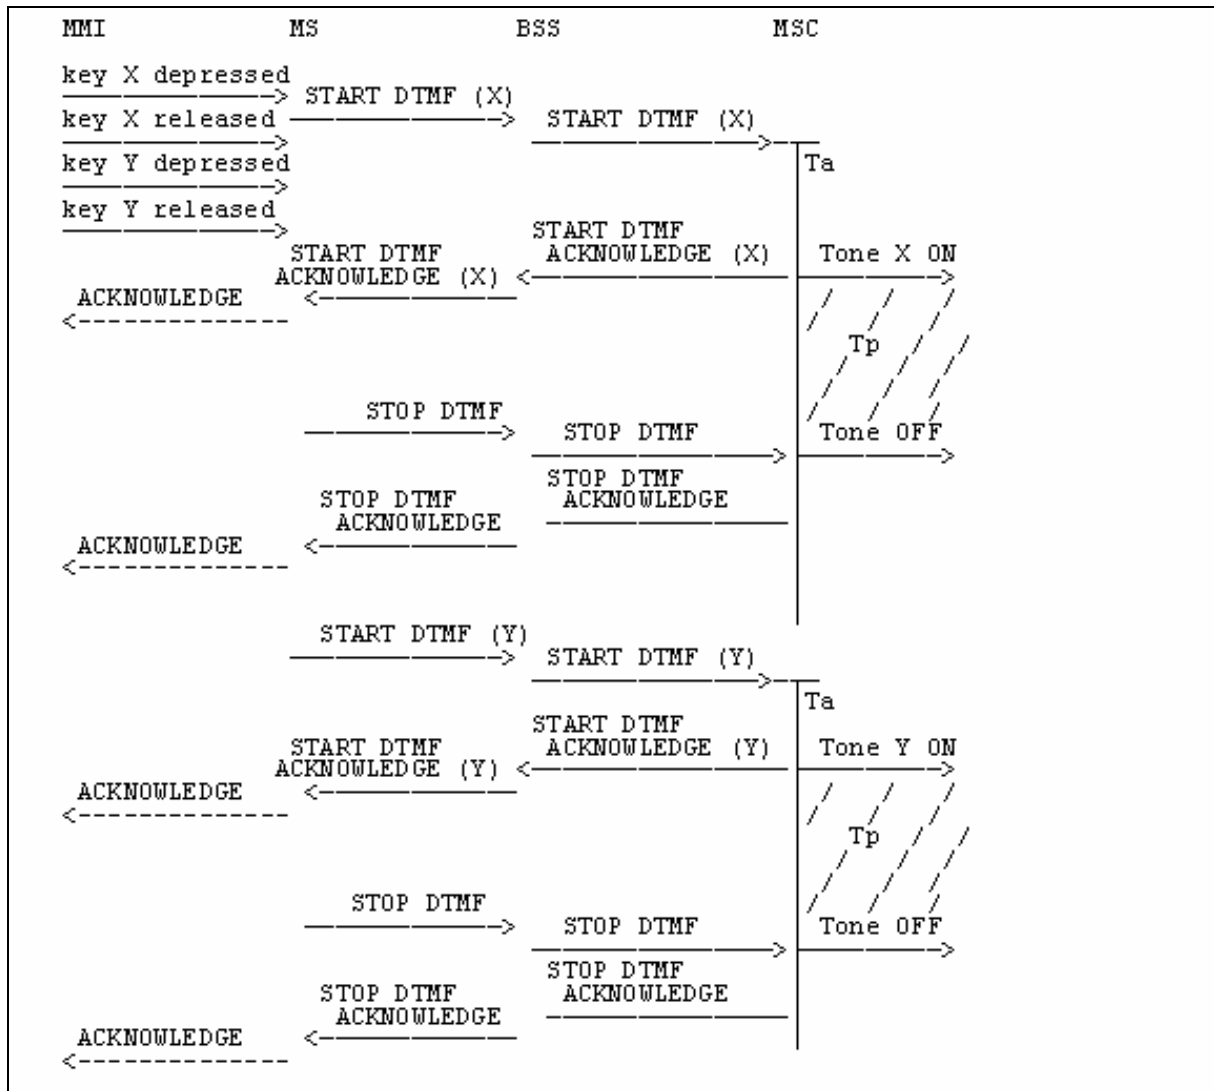 MMI MS BSS MSC
key X depressed
START DTMF (X)
key X released START DTMF (X)
key Y depressed Ta
key Y released
START DTMF
START DTMF ACKNOWLEDGE (X) Tone X ON
ACKNOWLEDGE (X)
ACKNOWLEDGE
Tp
STOP DTMF
STOP DTMF Tone OFF
STOP DTMF
STOP DTMF ACKNOWLEDGE
ACKNOWLEDGE
ACKNOWLEDGE
START DTMF (Y)
START DTMF (Y)
Ta
START DTMF
START DTMF ACKNOWLEDGE (Y) Tone Y ON
ACKNOWLEDGE (Y)
ACKNOWLEDGE
Tp
STOP DTMF
STOP DTMF Tone OFF
STOP DTMF
STOP DTMF ACKNOWLEDGE
ACKNOWLEDGE
ACKNOWLEDGE